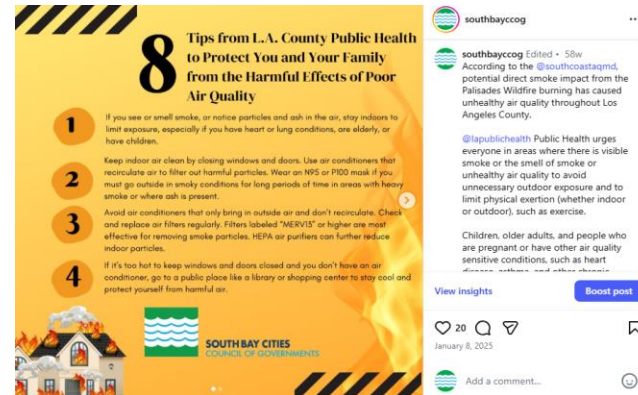 8
Tips from L.A. County Public Health
to Protect You and Your Family
from the Harmful Effects of Poor
Air Quality
1
If you see or smell smoke, or notice particles and ash in the air, stay indoors to
limit exposure, especially if you have heart or lung conditions, are elderly, or
have children.
2
Keep indoor air clean by closing windows and doors. Use air conditioners that
recirculate air to filter out harmful particles. Wear an N95 or P100 mask if you
must go outside in smoky conditions for long periods of time in areas with heavy
smoke or where ash is present.
3
Avoid air conditioners that only bring in outside air and don't recirculate. Check
and replace air filters regularly. Filters labeled "MERV13" or higher are most
effective for removing smoke particles. HEPA air purifiers can further reduce
indoor particles.
4
If it's too hot to keep windows and doors closed and you don't have an air
conditioner, go to a public place like a library or shopping center to stay cool and
protect yourself from harmful air.
SOUTH BAY CITIES
COUNCIL OF GOVERNMENTS
southbayccog
southbayccog Edited • 58w
According to the @southcoastaqmd,
potential direct smoke impact from the
Palisades Wildfire burning has caused
unhealthy air quality throughout Los
Angeles County.
@lapublichealth Public Health urges
everyone in areas where there is visible
smoke or the smell of smoke or
unhealthy air quality to avoid
unnecessary outdoor exposure and to
limit physical exertion (whether indoor
or outdoor), such as exercise.
Children, older adults, and people who
are pregnant or have other air quality
sensitive conditions, such as heart
disease, asthma, and other chronic
View insights
Boost post
20
January 8, 2025
Add a comment...